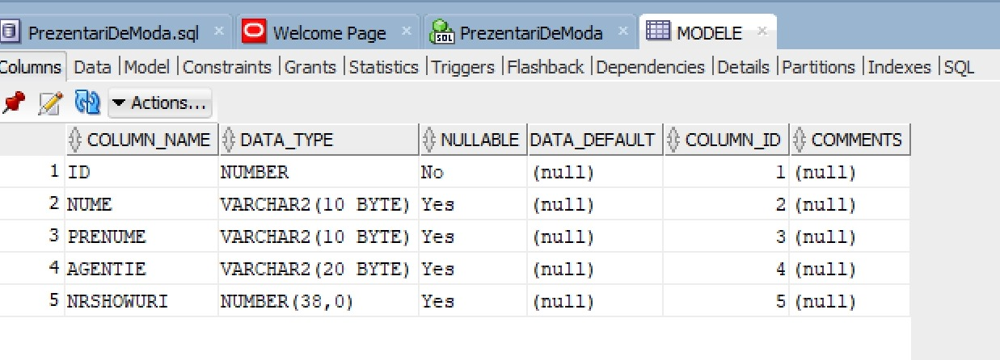 PrezentariDeModa.sql × Welcome Page × PrezentariDeModa × MODELE ×
Columns Data |Model |Constraints |Grants |Statistics |Triggers |Flashback |Dependencies |Details |Partitions |Indexes |SQL
Actions...
COLUMN_NAME DATA_TYPE NULLABLE DATA_DEFAULT COLUMN_ID COMMENTS
1 ID NUMBER No (null) 1 (null)
2 NUME VARCHAR2(10 BYTE) Yes (null) 2 (null)
3 PRENUME VARCHAR2(10 BYTE) Yes (null) 3 (null)
4 AGENTIE VARCHAR2(20 BYTE) Yes (null) 4 (null)
5 NRSHOWURI NUMBER(38,0) Yes (null) 5 (null)